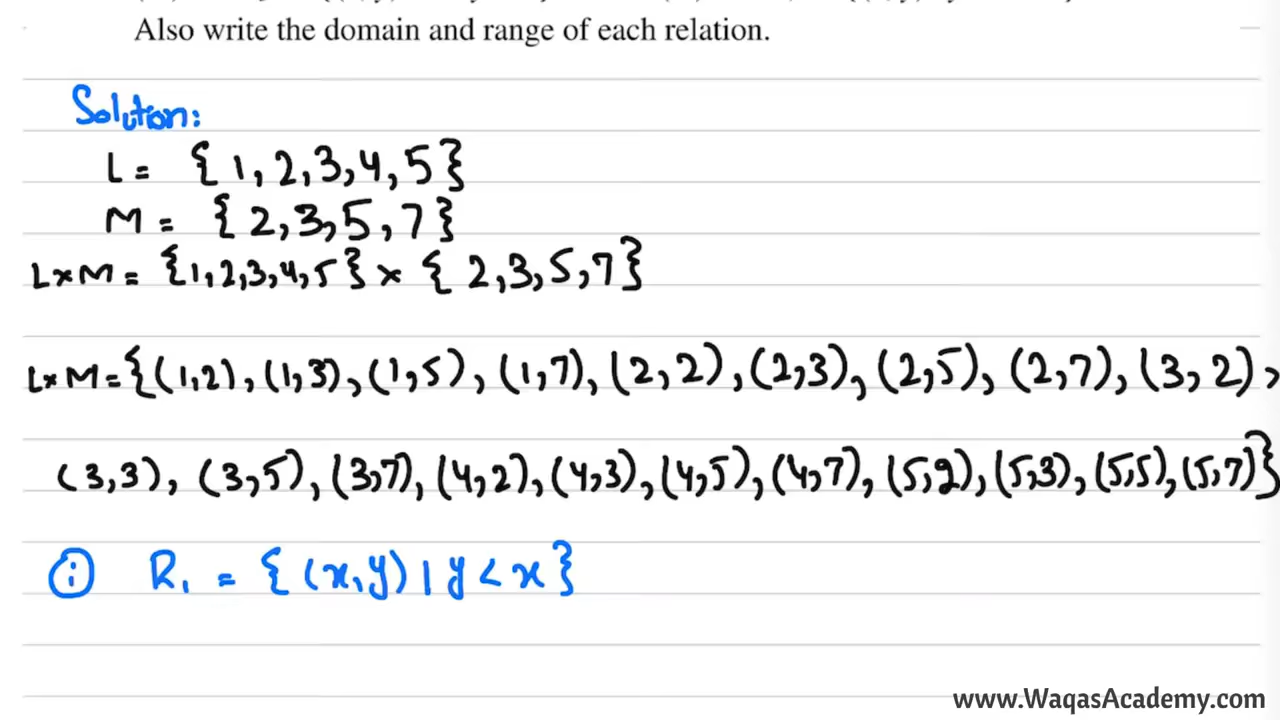 Also write the domain and range of each relation.
Solution:
L = {1,2,3,4,5}
M = {2,3,5,7}
L×M = {1,2,3,4,5} × {2,3,5,7}
L×M = {(1,2), (1,3), (1,5), (1,7), (2,2), (2,3), (2,5), (2,7), (3,2),
(3,3), (3,5), (3,7), (4,2), (4,3), (4,5), (4,7), (5,2), (5,3), (5,5), (5,7)}
(i) R₁ = {(x,y) | y < x}
www.WaqasAcademy.com